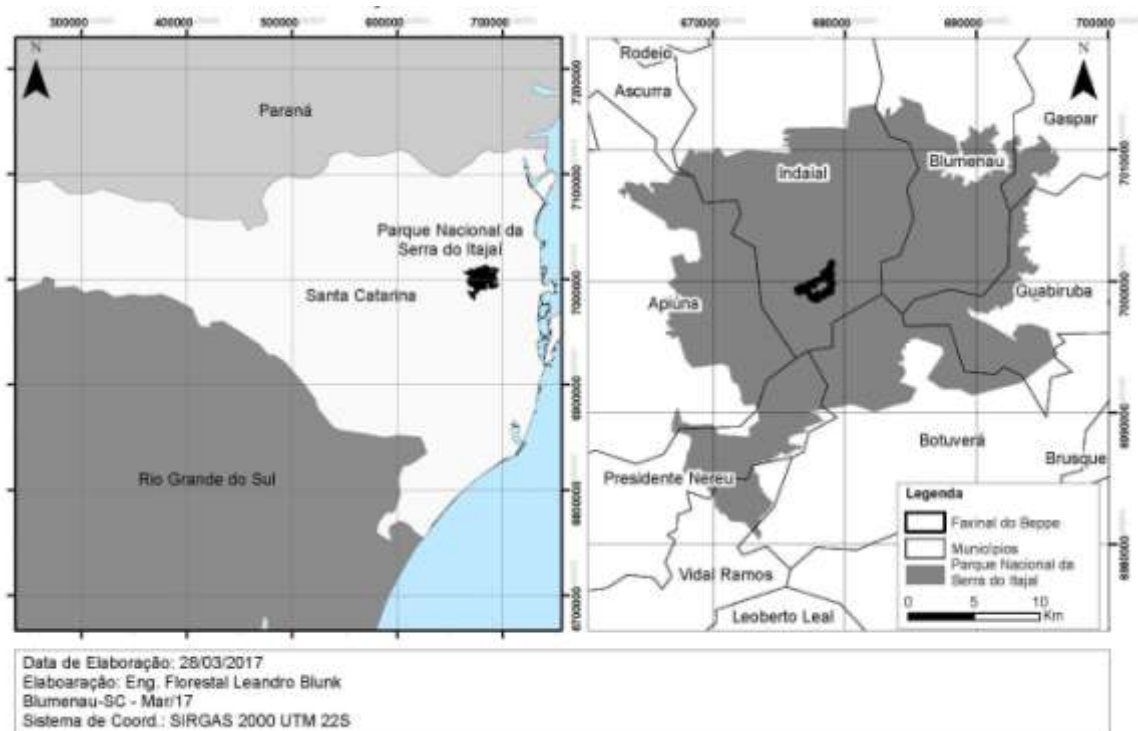 300000 400000 500000 600000 700000
N
Paraná
Parque Nacional da
Serra do Itajaí
Santa Catarina
Rio Grande do Sul
7200000
7100000
7000000
6900000
6800000
6700000
670000 680000 690000 700000
N
Rodeio
Ascurra
Gaspar
Blumenau
Indaial
Apiúna
Guabiruba
Botuverá
Brusque
Presidente Nereu
Vidal Ramos
Leoberto Leal
7010000
7000000
6990000
6980000
Legenda
Faxinal do Beppe
Municípios
Parque Nacional da
Serra do Itajaí
0 5 10
Km
Data de Elaboração: 28/03/2017
Elaboaração: Eng. Florestal Leandro Blunk
Blumenau-SC - Mar/17
Sistema de Coord.: SIRGAS 2000 UTM 22S